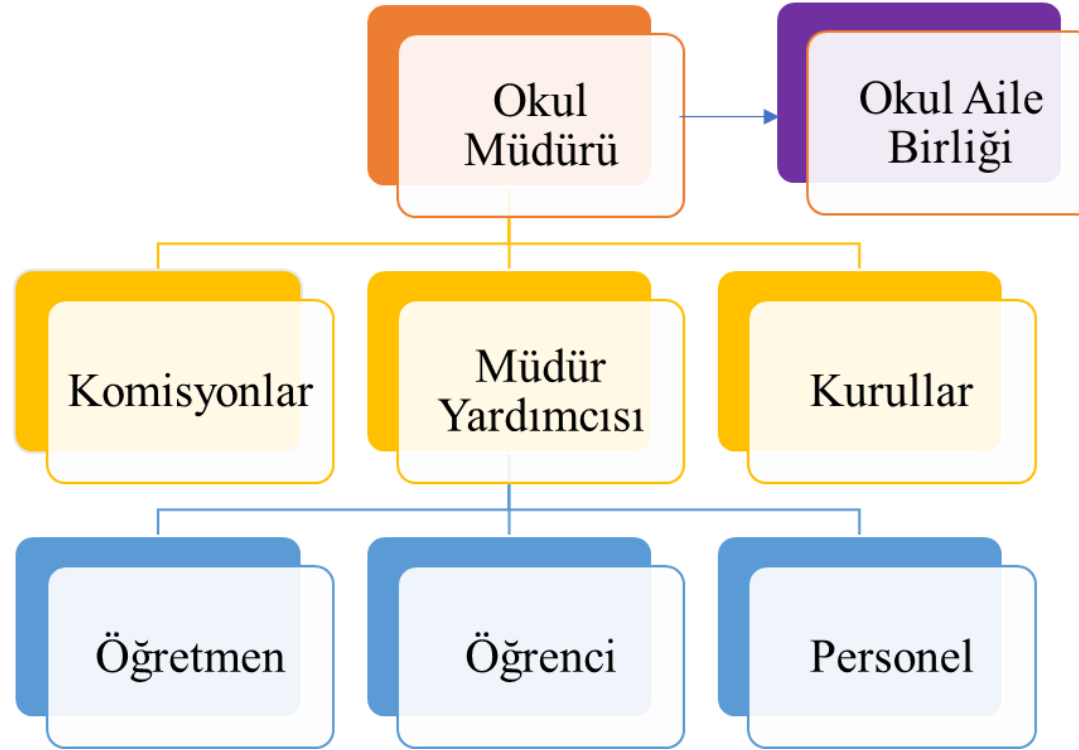 Okul
Müdürü
Okul Aile
Birliği
Komisyonlar
Müdür
Yardımcısı
Kurullar
Öğretmen
Öğrenci
Personel